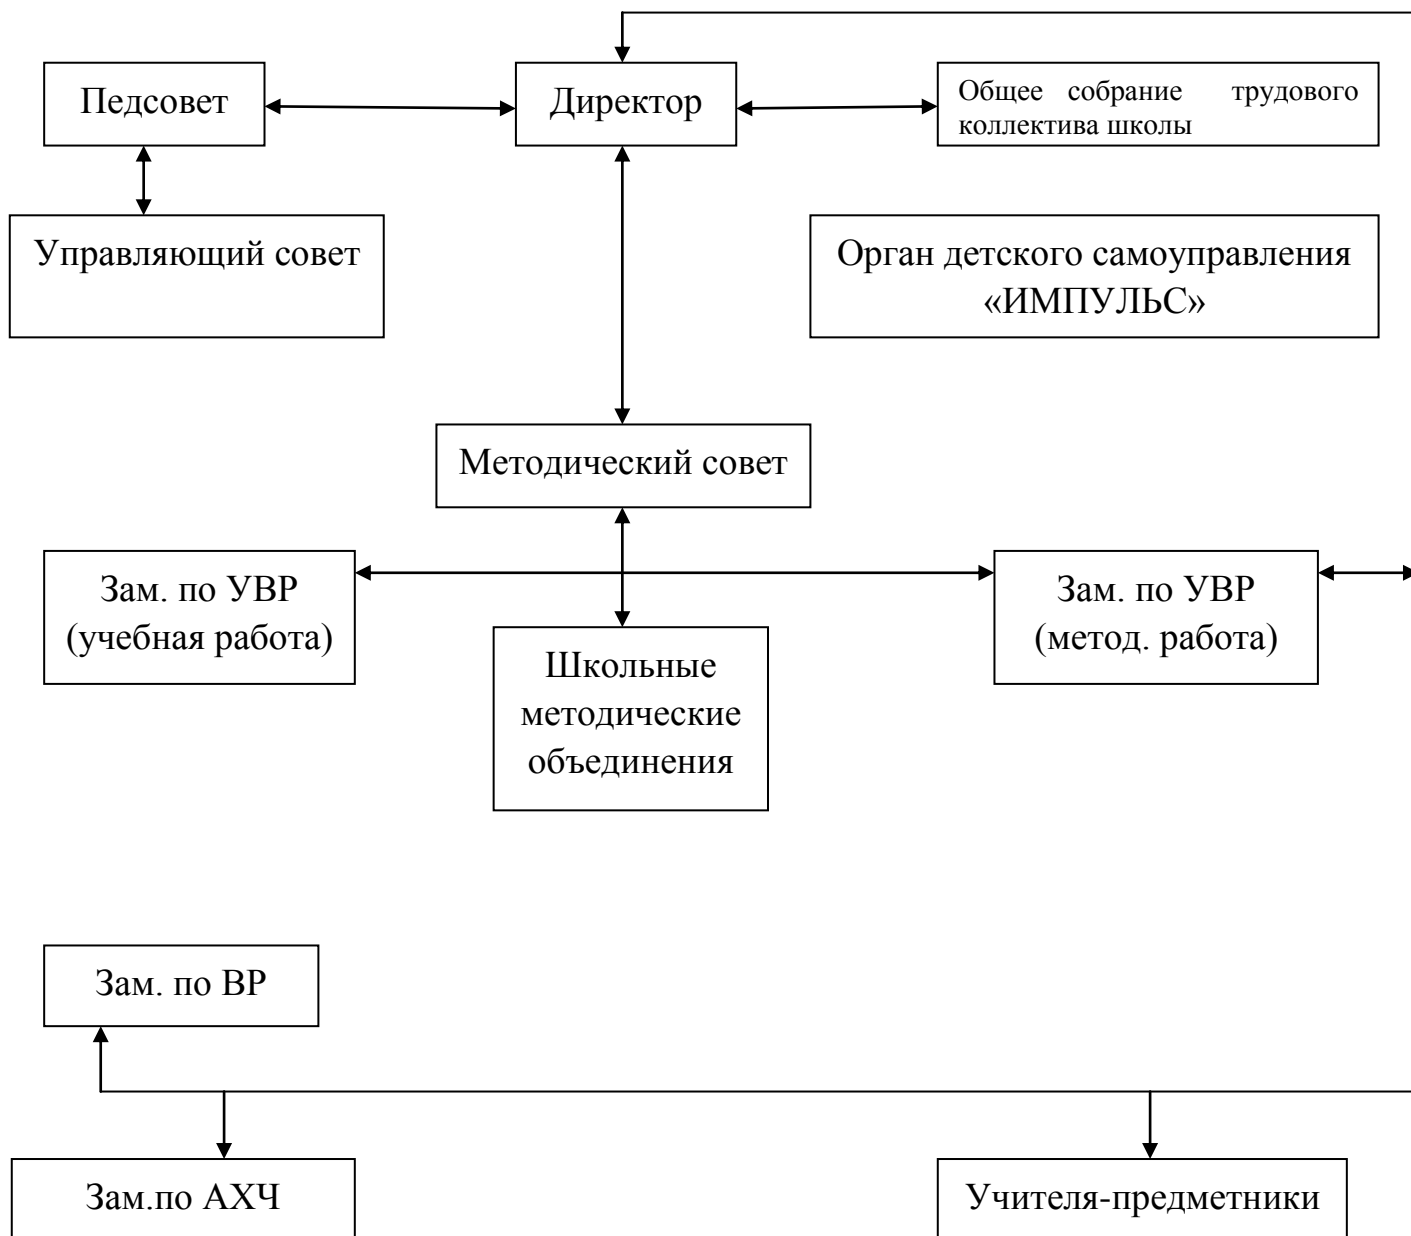 Педсовет
Директор
Общее собрание трудового
коллектива школы
Управляющий совет
Орган детского самоуправления
«ИМПУЛЬС»
Методический совет
Зам. по УВР
(учебная работа)
Зам. по УВР
(метод. работа)
Школьные
методические
объединения
Зам. по ВР
Зам.по АХЧ
Учителя-предметники